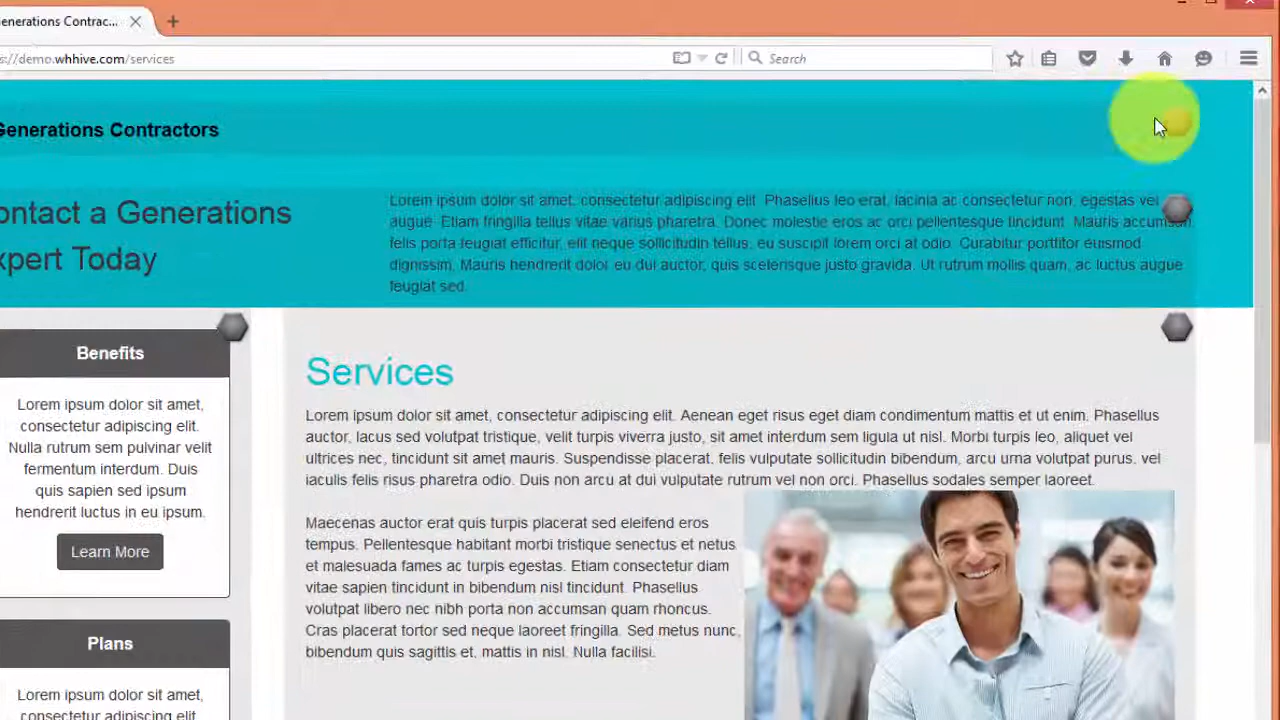 enerations Contrac...
s://demo.whhive.com/services
Search
Generations Contractors
ontact a Generations
xpert Today
Lorem ipsum dolor sit amet, consectetur adipiscing elit. Phasellus leo erat, lacinia ac consectetur non, egestas vel
augue. Etiam fringilla tellus vitae varius pharetra. Donec molestie eros ac orci pellentesque tincidunt. Mauris accumsan
felis porta feugiat efficitur, elit neque sollicitudin tellus, eu suscipit lorem orci at odio. Curabitur porttitor euismod
dignissim. Mauris hendrerit dolor eu dui auctor, quis scelerisque justo gravida. Ut rutrum mollis quam, ac luctus augue
feugiat sed.
Benefits
Lorem ipsum dolor sit amet,
consectetur adipiscing elit.
Nulla rutrum sem pulvinar velit
fermentum interdum. Duis
quis sapien sed ipsum
hendrerit luctus in eu ipsum.
Learn More
Plans
Lorem ipsum dolor sit amet,
consectetur adipiscing elit.
Services
Lorem ipsum dolor sit amet, consectetur adipiscing elit. Aenean eget risus eget diam condimentum mattis et ut enim. Phasellus
auctor, lacus sed volutpat tristique, velit turpis viverra justo, sit amet interdum sem ligula ut nisl. Morbi turpis leo, aliquet vel
ultrices nec, tincidunt sit amet mauris. Suspendisse placerat, felis vulputate sollicitudin bibendum, arcu urna volutpat purus, vel
iaculis felis risus pharetra odio. Duis non arcu at dui vulputate rutrum vel non orci. Phasellus sodales semper laoreet.
Maecenas auctor erat quis turpis placerat sed eleifend eros
tempus. Pellentesque habitant morbi tristique senectus et netus
et malesuada fames ac turpis egestas. Etiam consectetur diam
vitae sapien tincidunt in bibendum nisl tincidunt. Phasellus
volutpat libero nec nibh porta non accumsan quam rhoncus.
Cras placerat tortor sed neque laoreet fringilla. Sed metus nunc,
bibendum quis sagittis et, mattis in nisl. Nulla facilisi.